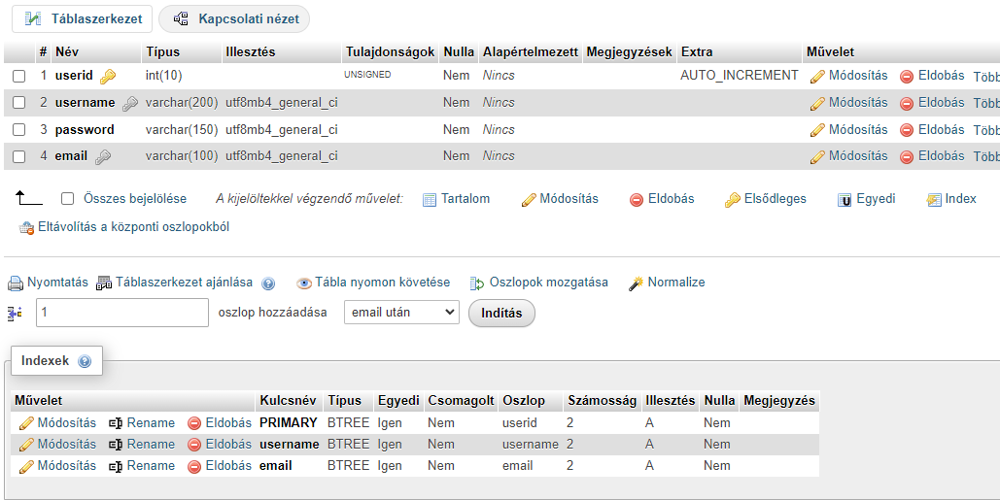 Táblaszerkezet Kapcsolati nézet
# Név Típus Illesztés Tulajdonságok Nulla Alapértelmezett Megjegyzések Extra Művelet
1 userid int(10) UNSIGNED Nem Nincs AUTO_INCREMENT Módosítás Eldobás Több
2 username varchar(200) utf8mb4_general_ci Nem Nincs Módosítás Eldobás Több
3 password varchar(150) utf8mb4_general_ci Nem Nincs Módosítás Eldobás Több
4 email varchar(100) utf8mb4_general_ci Nem Nincs Módosítás Eldobás Több
Összes bejelölése A kijelöltekkel végzendő művelet: Tartalom Módosítás Eldobás Elsődleges Egyedi Index
Eltávolítás a központi oszlopokból
Nyomtatás Táblaszerkezet ajánlása Tábla nyomon követése Oszlopok mozgatása Normalize
1 oszlop hozzáadása email után Indítás
Indexek
Művelet Kulcsnév Típus Egyedi Csomagolt Oszlop Számosság Illesztés Nulla Megjegyzés
Módosítás Rename Eldobás PRIMARY BTREE Igen Nem userid 2 A Nem
Módosítás Rename Eldobás username BTREE Igen Nem username 2 A Nem
Módosítás Rename Eldobás email BTREE Igen Nem email 2 A Nem